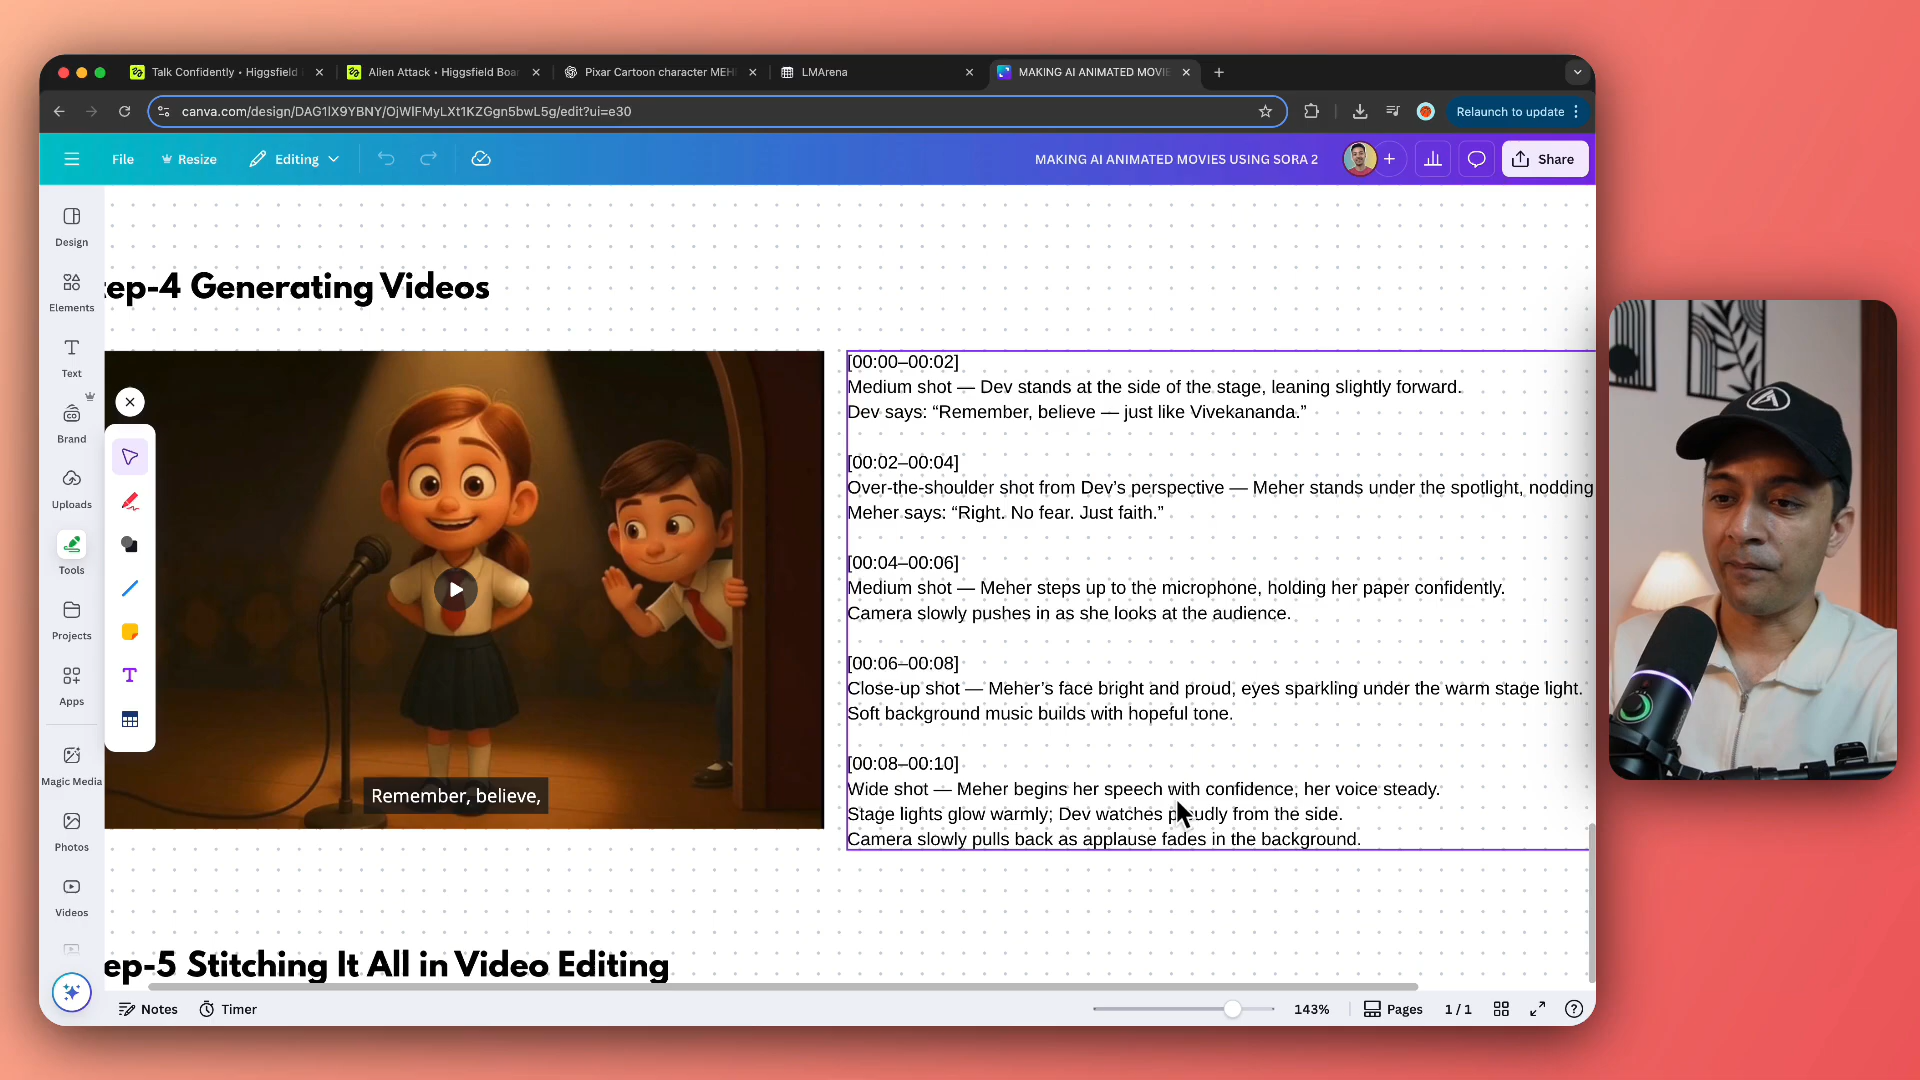 Talk Confidently • Higgsfield
Alien Attack • Higgsfield Boar
Pixar Cartoon character MEH
LMArena
MAKING AI ANIMATED MOVIE
canva.com/design/DAG1lX9YBNY/OjWlFMyLXt1KZGgn5bwL5g/edit?ui=e30
Relaunch to update
File
Resize
Editing
MAKING AI ANIMATED MOVIES USING SORA 2
Share
Design
Elements
Text
Brand
Uploads
Tools
Projects
Apps
Magic Media
Photos
Videos
tep-4 Generating Videos
Remember, believe,
[00:00–00:02]
Medium shot — Dev stands at the side of the stage, leaning slightly forward.
Dev says: “Remember, believe — just like Vivekananda.”
[00:02–00:04]
Over-the-shoulder shot from Dev’s perspective — Meher stands under the spotlight, nodding
Meher says: “Right. No fear. Just faith.”
[00:04–00:06]
Medium shot — Meher steps up to the microphone, holding her paper confidently.
Camera slowly pushes in as she looks at the audience.
[00:06–00:08]
Close-up shot — Meher’s face bright and proud, eyes sparkling under the warm stage light.
Soft background music builds with hopeful tone.
[00:08–00:10]
Wide shot — Meher begins her speech with confidence, her voice steady.
Stage lights glow warmly; Dev watches proudly from the side.
Camera slowly pulls back as applause fades in the background.
ep-5 Stitching It All in Video Editing
Notes
Timer
143%
Pages
1 / 1